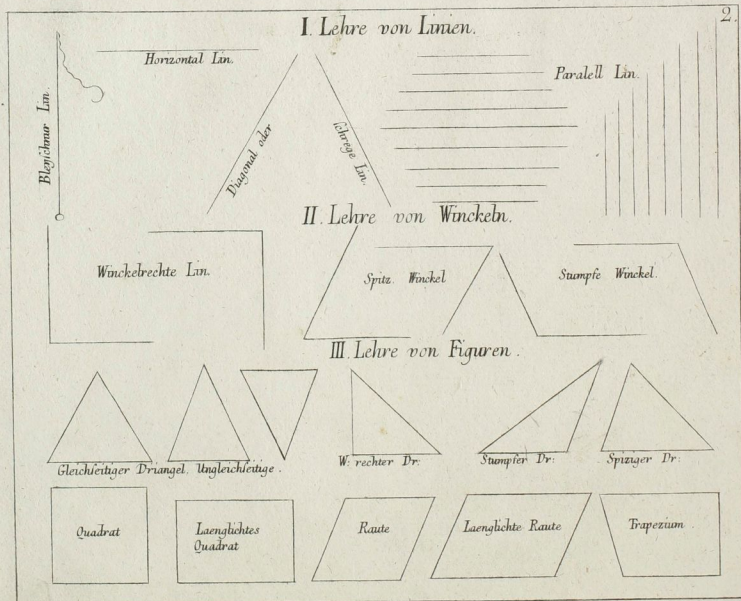 2.
I. Lehre von Linien.
Horizontal Lin.
Bleyſchnur Lin.
Diagonal oder
ſchrege Lin.
Paralell Lin.
II. Lehre von Winckeln.
Winckelrechte Lin.
Spitz Winckel
Stumpfe Winckel.
III. Lehre von Figuren.
Gleichſeitiger Driangel. Ungleichſeitige.
W: rechter Dr:
Stumpfer Dr:
Spiziger Dr:
Quadrat
Laenglichtes
Quadrat
Raute
Laenglichte Raute
Trapezium.